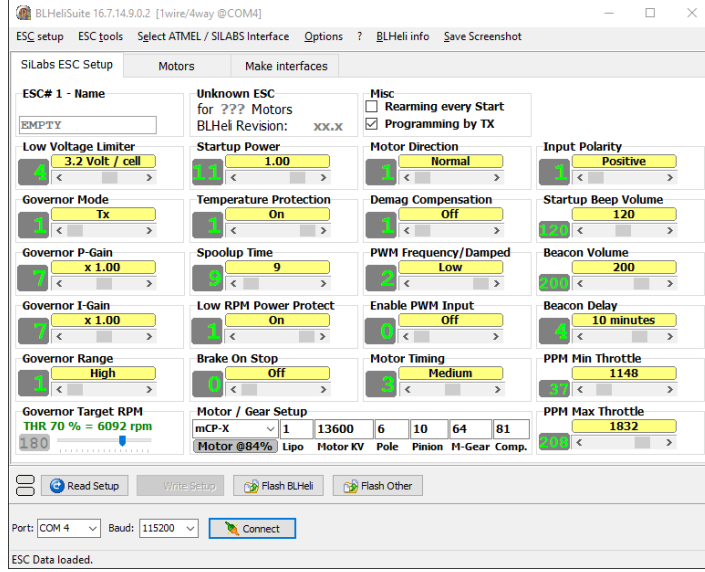 BLHeliSuite 16.7.14.9.0.2 [1wire/4way @COM4]
ESC setup ESC tools Select ATMEL / SILABS Interface Options ? BLHeli info Save Screenshot
SiLabs ESC Setup Motors Make interfaces
ESC# 1 - Name Unknown ESC Misc
for ??? Motors Rearming every Start
EMPTY BLHeli Revision: xx.x Programming by TX
Low Voltage Limiter Startup Power Motor Direction Input Polarity
4 3.2 Volt / cell 11 1.00 1 Normal 1 Positive
Governor Mode Temperature Protection Demag Compensation Startup Beep Volume
1 Tx 1 On 1 Off 120 120
Governor P-Gain Spoolup Time PWM Frequency/Damped Beacon Volume
7 x 1.00 9 9 2 Low 200 200
Governor I-Gain Low RPM Power Protect Enable PWM Input Beacon Delay
7 x 1.00 1 On 0 Off 4 10 minutes
Governor Range Brake On Stop Motor Timing PPM Min Throttle
1 High 0 Off 3 Medium 37 1148
Governor Target RPM Motor / Gear Setup PPM Max Throttle
THR 70 % = 6092 rpm mCP-X 1 13600 6 10 64 81 208 1832
180 Motor @84% Lipo Motor KV Pole Pinion M-Gear Comp.
Read Setup Write Setup Flash BLHeli Flash Other
Port: COM 4 Baud: 115200 Connect
ESC Data loaded.